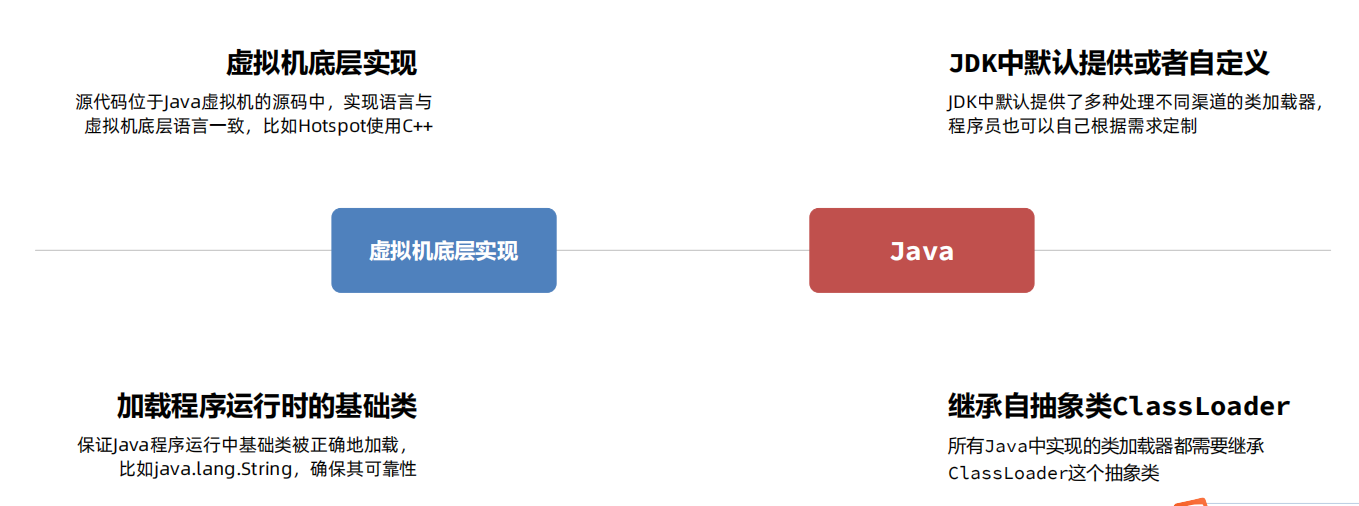 虚拟机底层实现
源代码位于Java虚拟机的源码中，实现语言与
虚拟机底层语言一致，比如Hotspot使用C++
JDK中默认提供或者自定义
JDK中默认提供了多种处理不同渠道的类加载器，
程序员也可以自己根据需求定制
虚拟机底层实现
Java
加载程序运行时的基础类
保证Java程序运行中基础类被正确地加载，
比如java.lang.String，确保其可靠性
继承自抽象类ClassLoader
所有Java中实现的类加载器都需要继承
ClassLoader这个抽象类